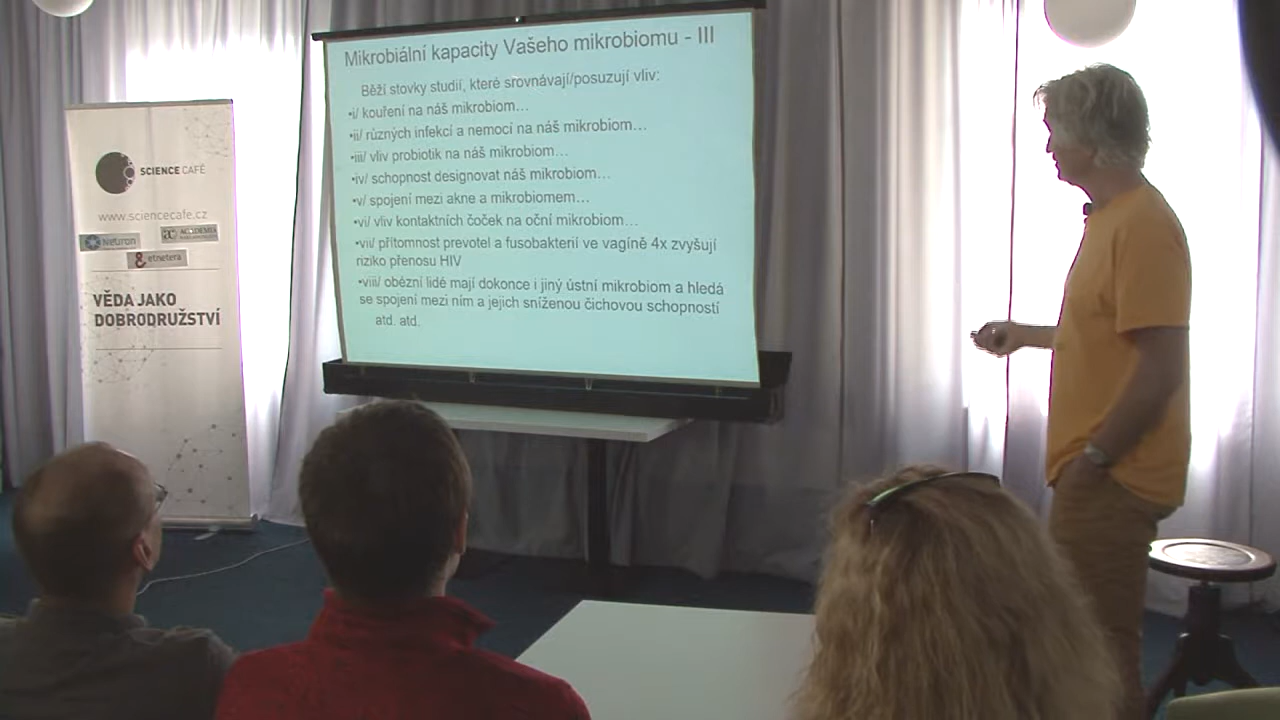 Mikrobiální kapacity Vašeho mikrobiomu - III
Běží stovky studií, které srovnávají/posuzují vliv:
•i/ kouření na náš mikrobiom…
•ii/ různých infekcí a nemocí na náš mikrobiom…
•iii/ vliv probiotik na náš mikrobiom…
•iv/ schopnost designovat náš mikrobiom…
•v/ spojení mezi akne a mikrobiomem…
•vi/ vliv kontaktních čoček na oční mikrobiom…
•vii/ přítomnost prevotel a fusobakterií ve vagíně 4x zvyšují
riziko přenosu HIV
•viii/ obézní lidé mají dokonce i jiný ústní mikrobiom a hledá
se spojení mezi ním a jejich sníženou čichovou schopností
atd. atd.
SCIENCE CAFÉ
www.sciencecafe.cz
Neuron
ACADEMIA
etnetera
VĚDA JAKO
DOBRODRUŽSTVÍ